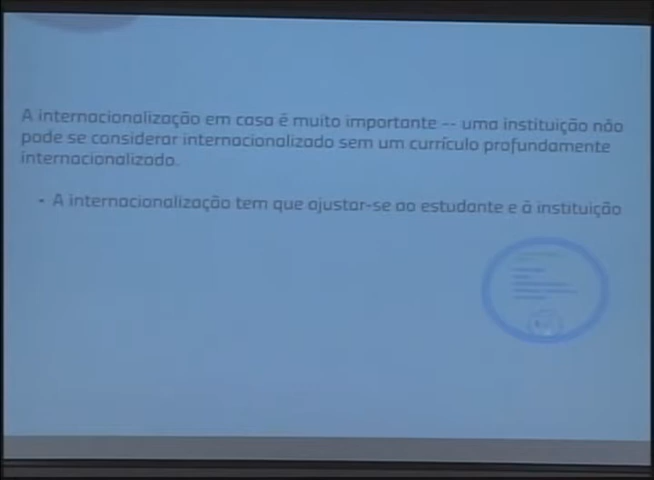 A internacionalização em casa é muito importante -- uma instituição não
pode se considerar internacionalizado sem um currículo profundamente
internacionalizado.
• A internacionalização tem que ajustar-se ao estudante e à instituição